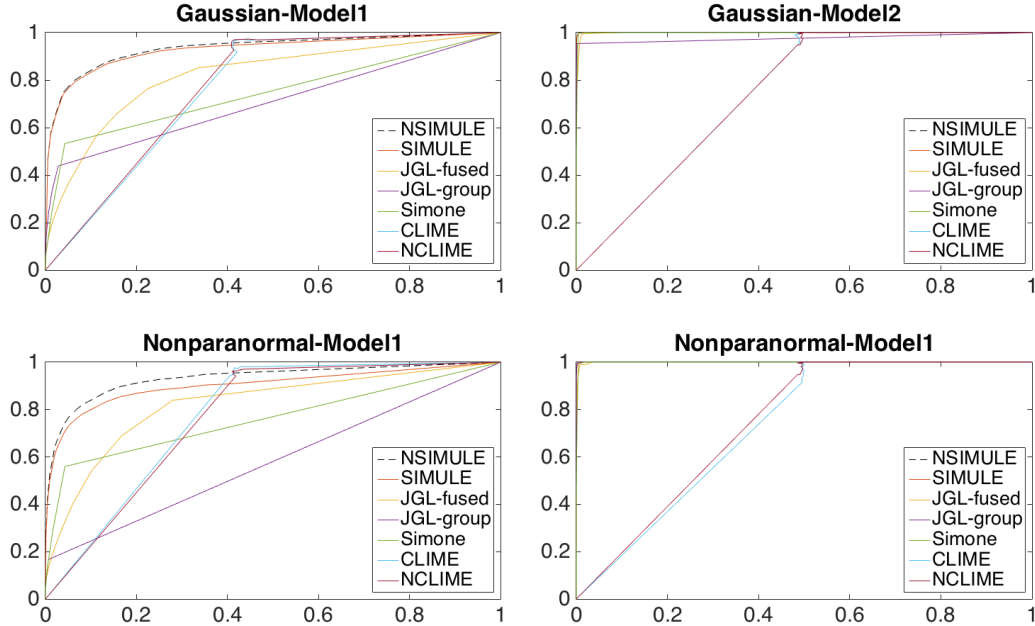 Gaussian-Model1
1
0.8
0.6
0.4
0.2
0
0 0.2 0.4 0.6 0.8 1
NSIMULE
SIMULE
JGL-fused
JGL-group
Simone
CLIME
NCLIME
Gaussian-Model2
1
0.8
0.6
0.4
0.2
0
0 0.2 0.4 0.6 0.8 1
NSIMULE
SIMULE
JGL-fused
JGL-group
Simone
CLIME
NCLIME
Nonparanormal-Model1
1
0.8
0.6
0.4
0.2
0
0 0.2 0.4 0.6 0.8 1
NSIMULE
SIMULE
JGL-fused
JGL-group
Simone
CLIME
NCLIME
Nonparanormal-Model1
1
0.8
0.6
0.4
0.2
0
0 0.2 0.4 0.6 0.8 1
NSIMULE
SIMULE
JGL-fused
JGL-group
Simone
CLIME
NCLIME